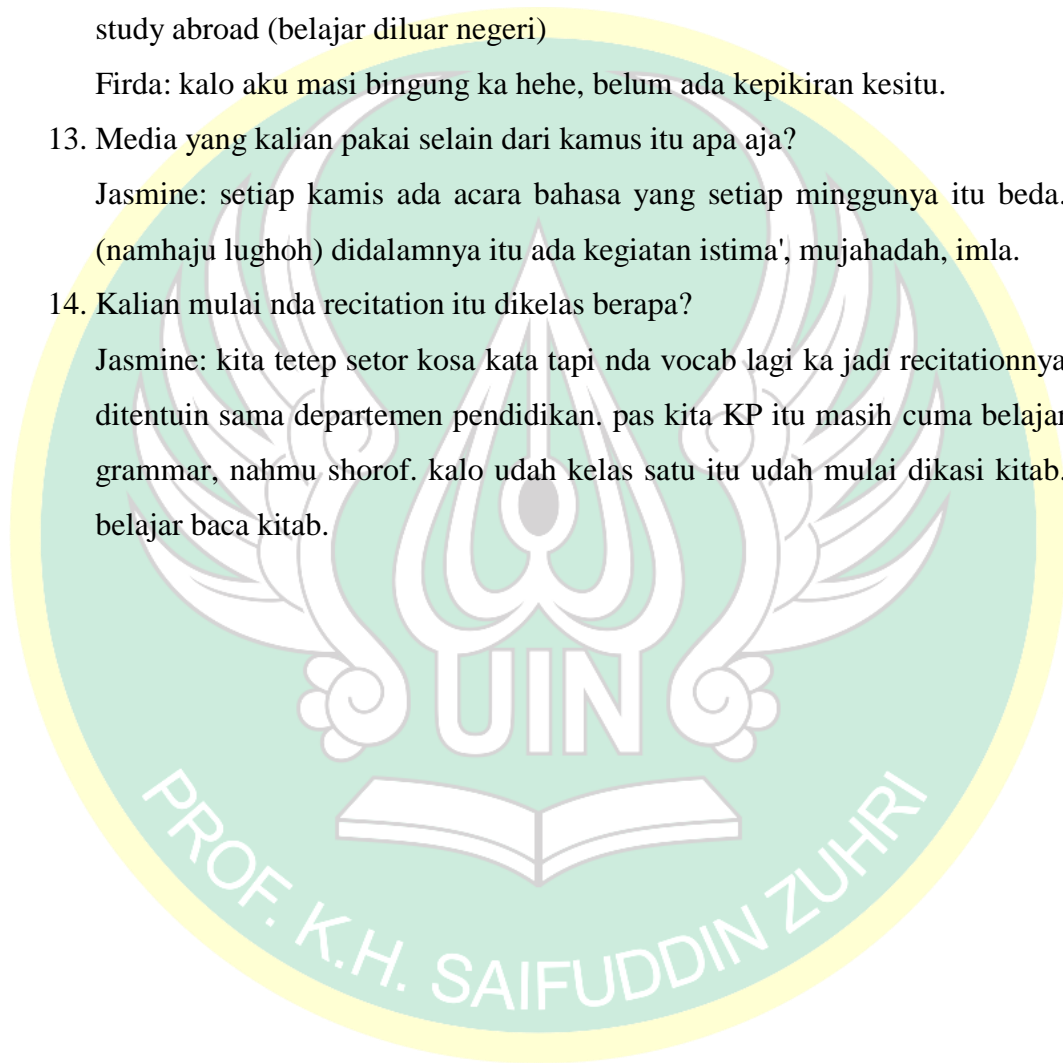 study abroad (belajar diluar negeri)
Firda: kalo aku masi bingung ka hehe, belum ada kepikiran kesitu.
13. Media yang kalian pakai selain dari kamus itu apa aja?
Jasmine: setiap kamis ada acara bahasa yang setiap minggunya itu beda.
(namhaju lughoh) didalamnya itu ada kegiatan istima', mujahadah, imla.
14. Kalian mulai nda recitation itu dikelas berapa?
Jasmine: kita tetep setor kosa kata tapi nda vocab lagi ka jadi recitationnya
ditentuin sama departemen pendidikan. pas kita KP itu masih cuma belajar
grammar, nahmu shorof. kalo udah kelas satu itu udah mulai dikasi kitab.
belajar baca kitab.
UIN
PROF. K.H. SAIFUDDIN ZUHRI